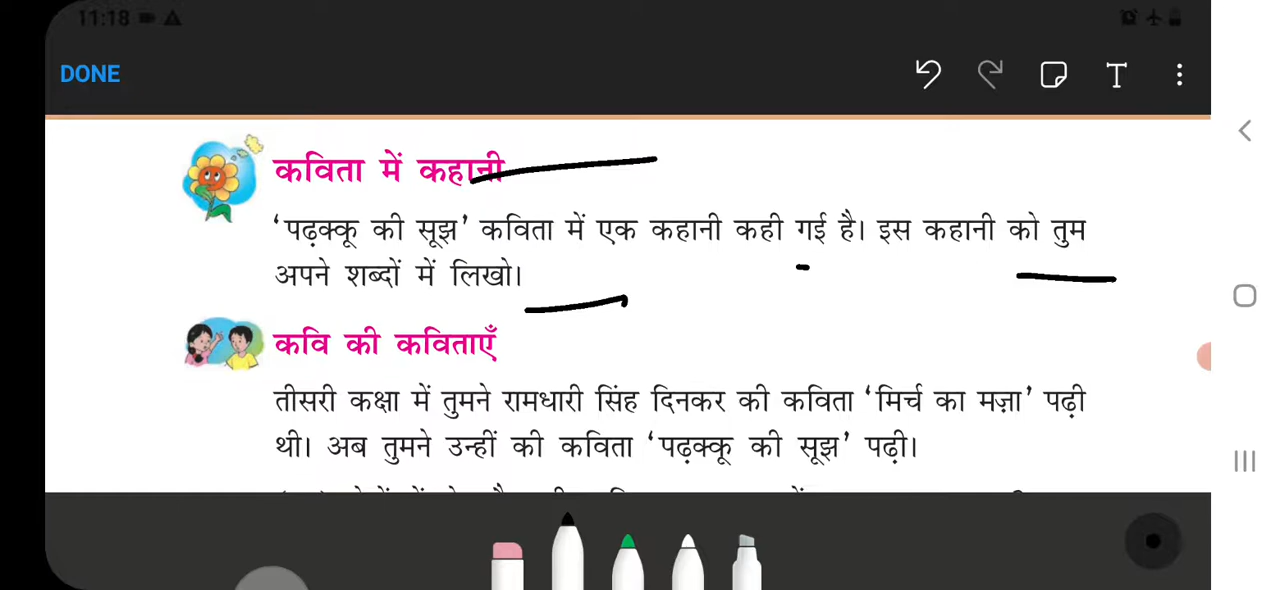 11:18
DONE
T
कविता में कहानी
‘पढ़क्कू की सूझ’ कविता में एक कहानी कही गई है। इस कहानी को तुम
अपने शब्दों में लिखो।
कवि की कविताएँ
तीसरी कक्षा में तुमने रामधारी सिंह दिनकर की कविता ‘मिर्च का मज़ा’ पढ़ी
थी। अब तुमने उन्हीं की कविता ‘पढ़क्कू की सूझ’ पढ़ी।